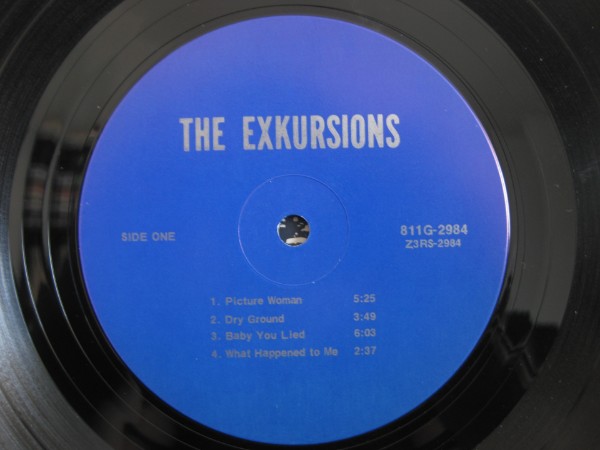 THE EXKURSIONS
SIDE ONE
811G-2984
Z3RS-2984
1. Picture Woman 5:25
2. Dry Ground 3:49
3. Baby You Lied 6:03
4. What Happened to Me 2:37